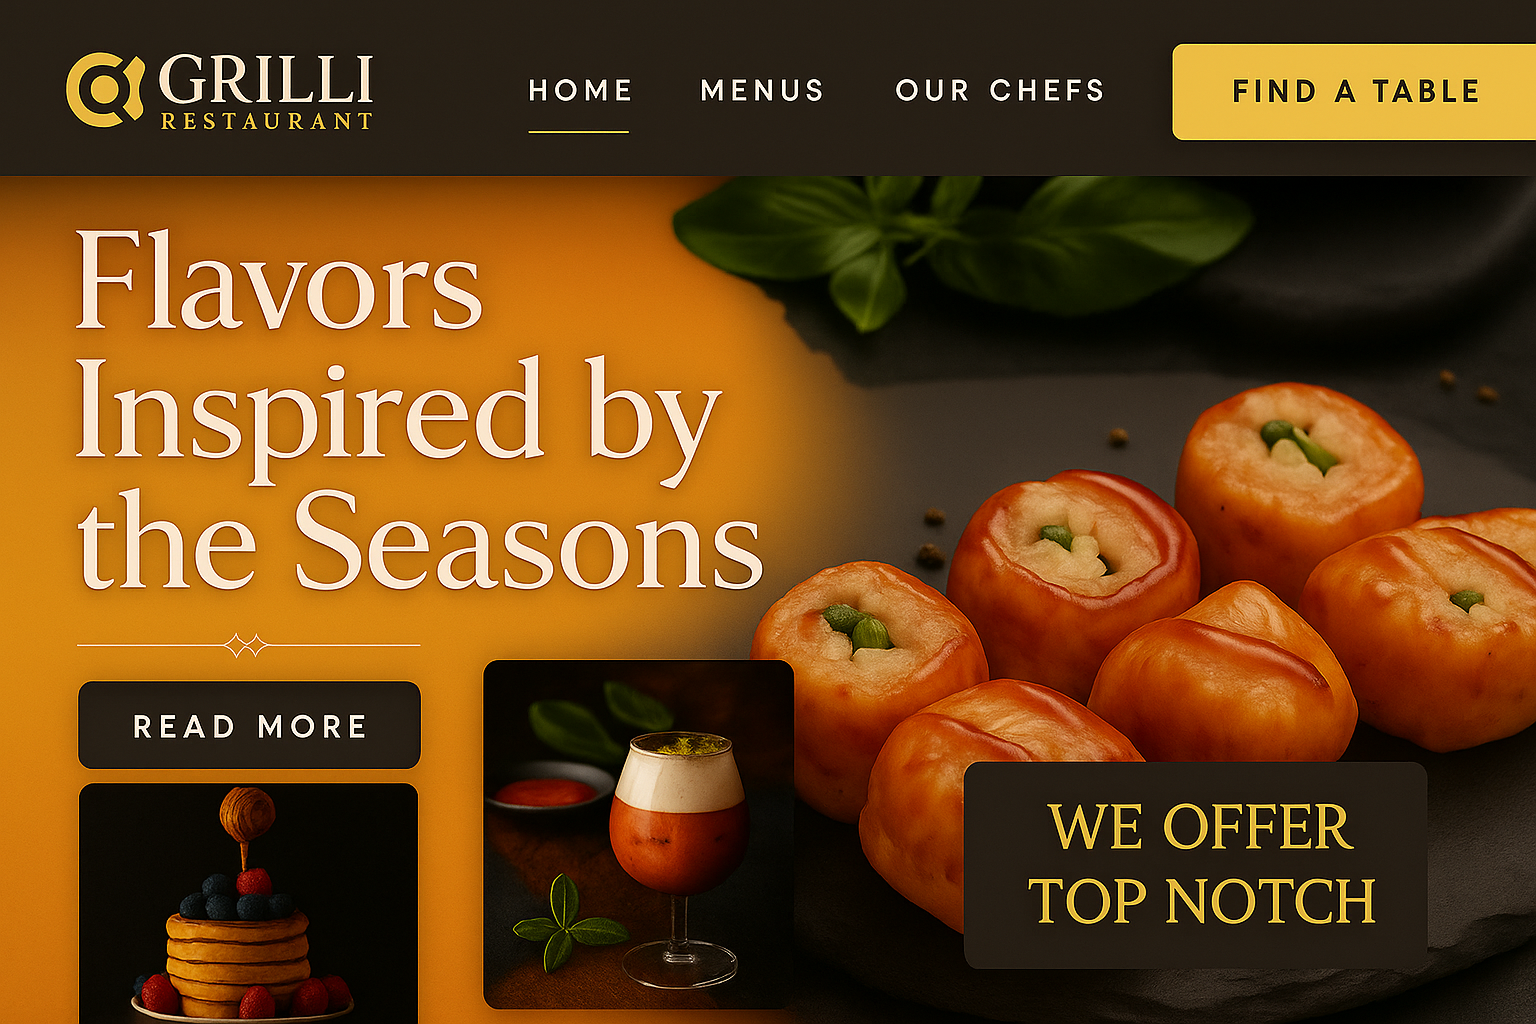 GRILLI
RESTAURANT
HOME
MENUS
OUR CHEFS
FIND A TABLE
Flavors
Inspired by
the Seasons
READ MORE
WE OFFER
TOP NOTCH